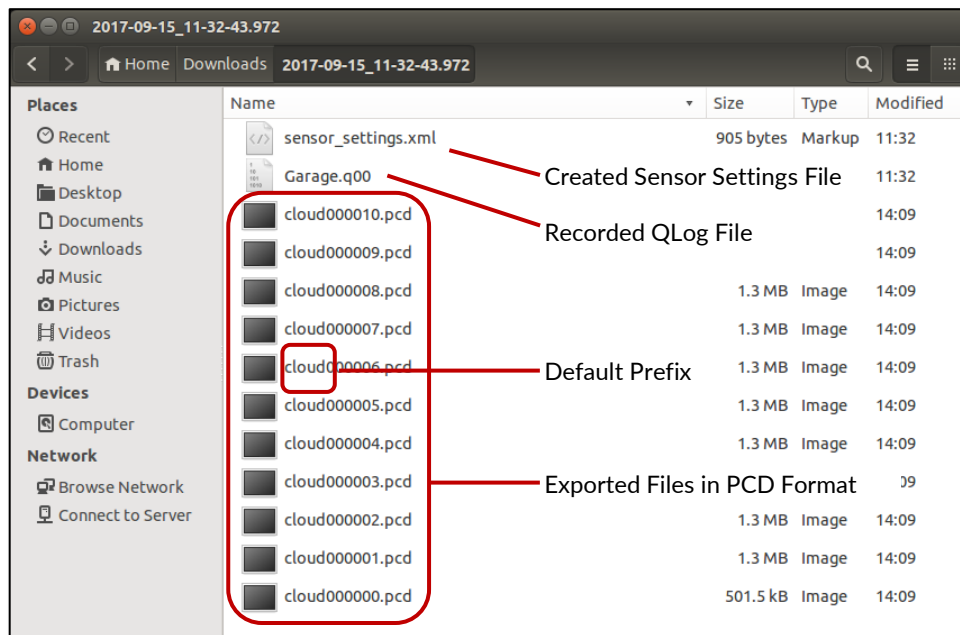 2017-09-15_11-32-43.972
Home Downloads 2017-09-15_11-32-43.972
Places
Recent
Home
Desktop
Documents
Downloads
Music
Pictures
Videos
Trash
Devices
Computer
Network
Browse Network
Connect to Server
Name Size Type Modified
sensor_settings.xml 905 bytes Markup 11:32
Garage.q00 11:32
cloud000010.pcd 14:09
cloud000009.pcd 14:09
cloud000008.pcd 1.3 MB Image 14:09
cloud000007.pcd 1.3 MB Image 14:09
cloud000006.pcd 1.3 MB Image 14:09
cloud000005.pcd 1.3 MB Image 14:09
cloud000004.pcd 1.3 MB Image 14:09
cloud000003.pcd 09
cloud000002.pcd 1.3 MB Image 14:09
cloud000001.pcd 1.3 MB Image 14:09
cloud000000.pcd 501.5 kB Image 14:09
Created Sensor Settings File
Recorded QLog File
Default Prefix
Exported Files in PCD Format